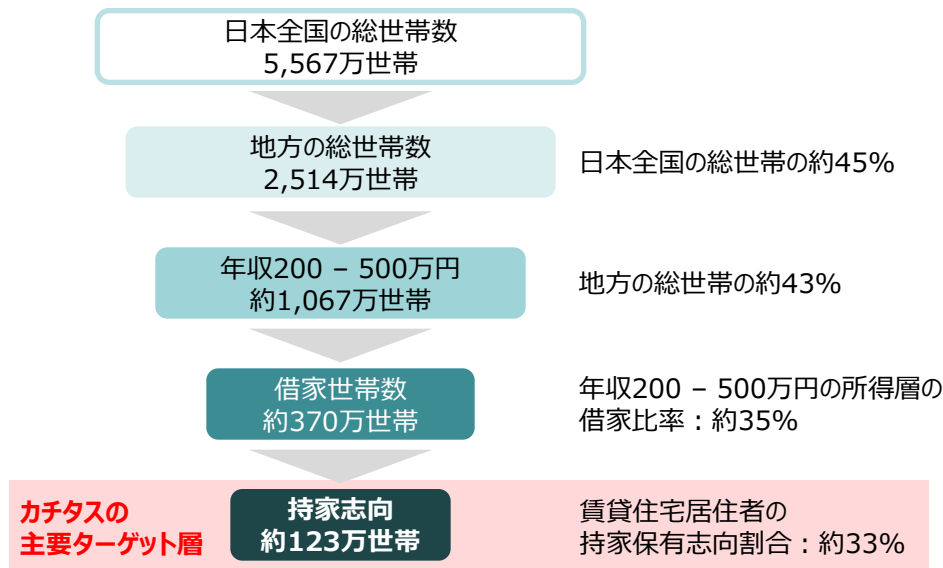 日本全国の総世帯数
5,567万世帯
地方の総世帯数
2,514万世帯
日本全国の総世帯の約45%
年収200 – 500万円
約1,067万世帯
地方の総世帯の約43%
借家世帯数
約370万世帯
年収200 – 500万円の所得層の
借家比率：約35%
カチタスの
主要ターゲット層
持家志向
約123万世帯
賃貸住宅居住者の
持家保有志向割合：約33%